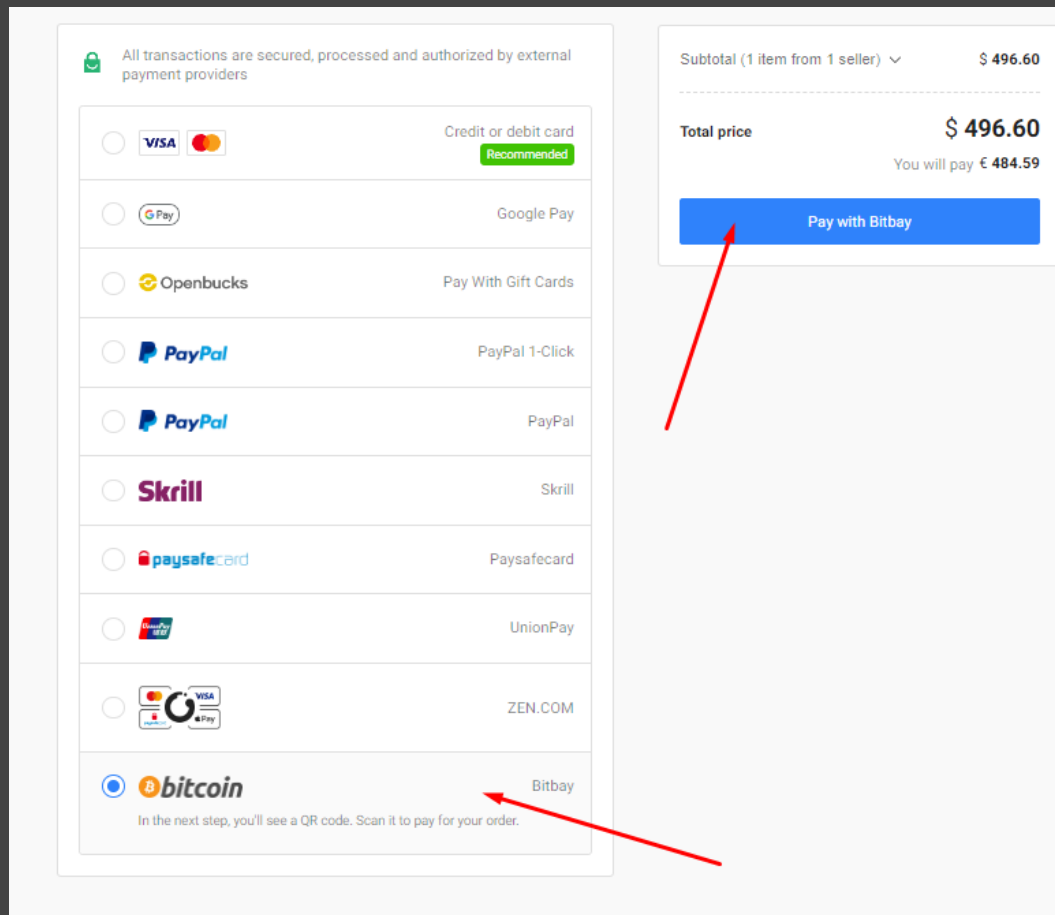 All transactions are secured, processed and authorized by external
payment providers
VISA
Credit or debit card
Recommended
G Pay
Google Pay
Openbucks
Pay With Gift Cards
PayPal
PayPal 1-Click
PayPal
PayPal
Skrill
Skrill
paysafecard
Paysafecard
UnionPay
UnionPay
VISA
Pay
ZEN.COM
bitcoin
Bitbay
In the next step, you'll see a QR code. Scan it to pay for your order.
Subtotal (1 item from 1 seller)
$ 496.60
Total price
$ 496.60
You will pay € 484.59
Pay with Bitbay